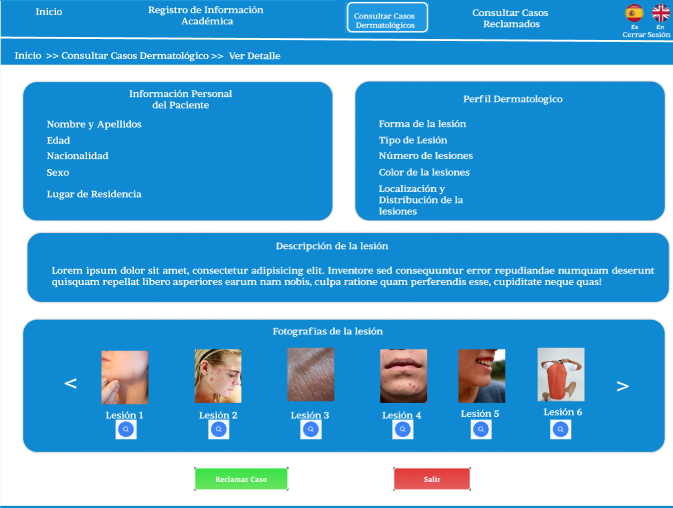 Inicio
Registro de Información
Académica
Consultar Casos
Dermatológicos
Consultar Casos
Reclamados
Es
En
Cerrar Sesión
Inicio >> Consultar Casos Dermatológico >> Ver Detalle
Información Personal
del Paciente
Nombre y Apellidos
Edad
Nacionalidad
Sexo
Lugar de Residencia
Perfil Dermatologico
Forma de la lesión
Tipo de Lesión
Número de lesiones
Color de la lesiones
Localización y
Distribución de la
lesiones
Descripción de la lesión
Lorem ipsum dolor sit amet, consectetur adipisicing elit. Inventore sed consequuntur error repudiandae numquam deserunt
quisquam repellat libero asperiores earum nam nobis, culpa ratione quam perferendis esse, cupiditate neque quas!
Fotografías de la lesión
<
>
Lesión 1
Lesión 2
Lesión 3
Lesión 4
Lesión 5
Lesión 6
Reclamar Caso
Salir